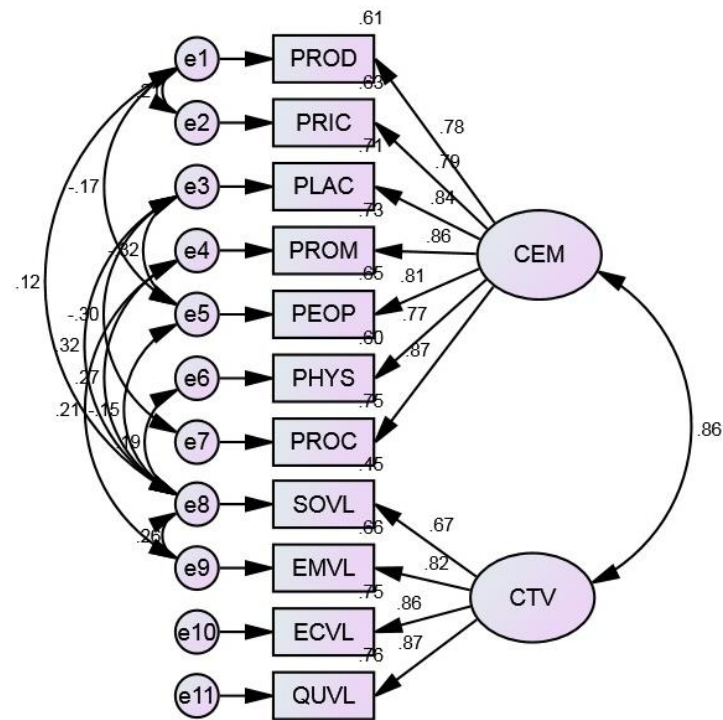 .61
e1 PROD
.63
.78
e2 PRIC
.71
.79
-.17
e3 PLAC
.84
.73
e4 PROM
.86
CEM
.65
.81
.12
-.30
e5 PEOP
.77
.60
.32
.87
.27
e6 PHYS
.75
.21
-.15
.19
e7 PROC
.86
.45
e8 SOVL
.67
.66
.26
e9 EMVL
.82
.75
.86
CTV
e10 ECVL
.87
.76
e11 QUVL